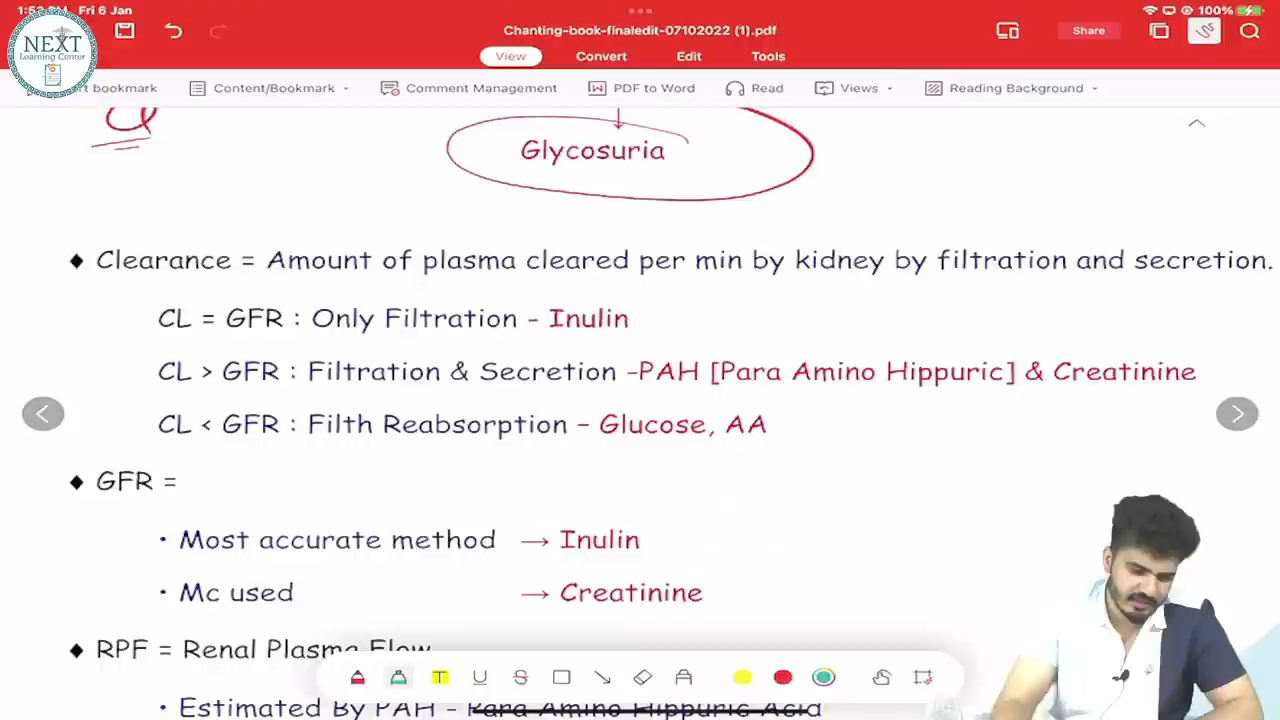 1:52 PM Fri 6 Jan
100%
NEXT
Learning Center
Chanting-book-finaledit-07102022 (1).pdf
Share
View Convert Edit Tools
bookmark Content/Bookmark Comment Management PDF to Word Read Views Reading Background
Glycosuria
♦ Clearance = Amount of plasma cleared per min by kidney by filtration and secretion.
CL = GFR : Only Filtration - Inulin
CL > GFR : Filtration & Secretion -PAH [Para Amino Hippuric] & Creatinine
CL < GFR : Filth Reabsorption - Glucose, AA
♦ GFR =
• Most accurate method → Inulin
• Mc used → Creatinine
♦ RPF = Renal Plasma Flow
• Estimated By PAH - Para Amino Hippuric Acid